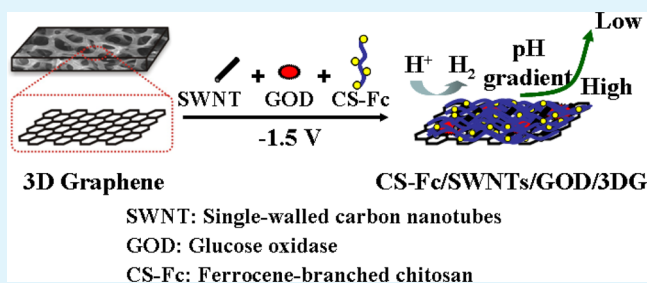 Low
H⁺ H₂ pH
gradient High
SWNT + GOD + CS-Fc
-1.5 V
3D Graphene
CS-Fc/SWNTs/GOD/3DG
SWNT: Single-walled carbon nanotubes
GOD: Glucose oxidase
CS-Fc: Ferrocene-branched chitosan